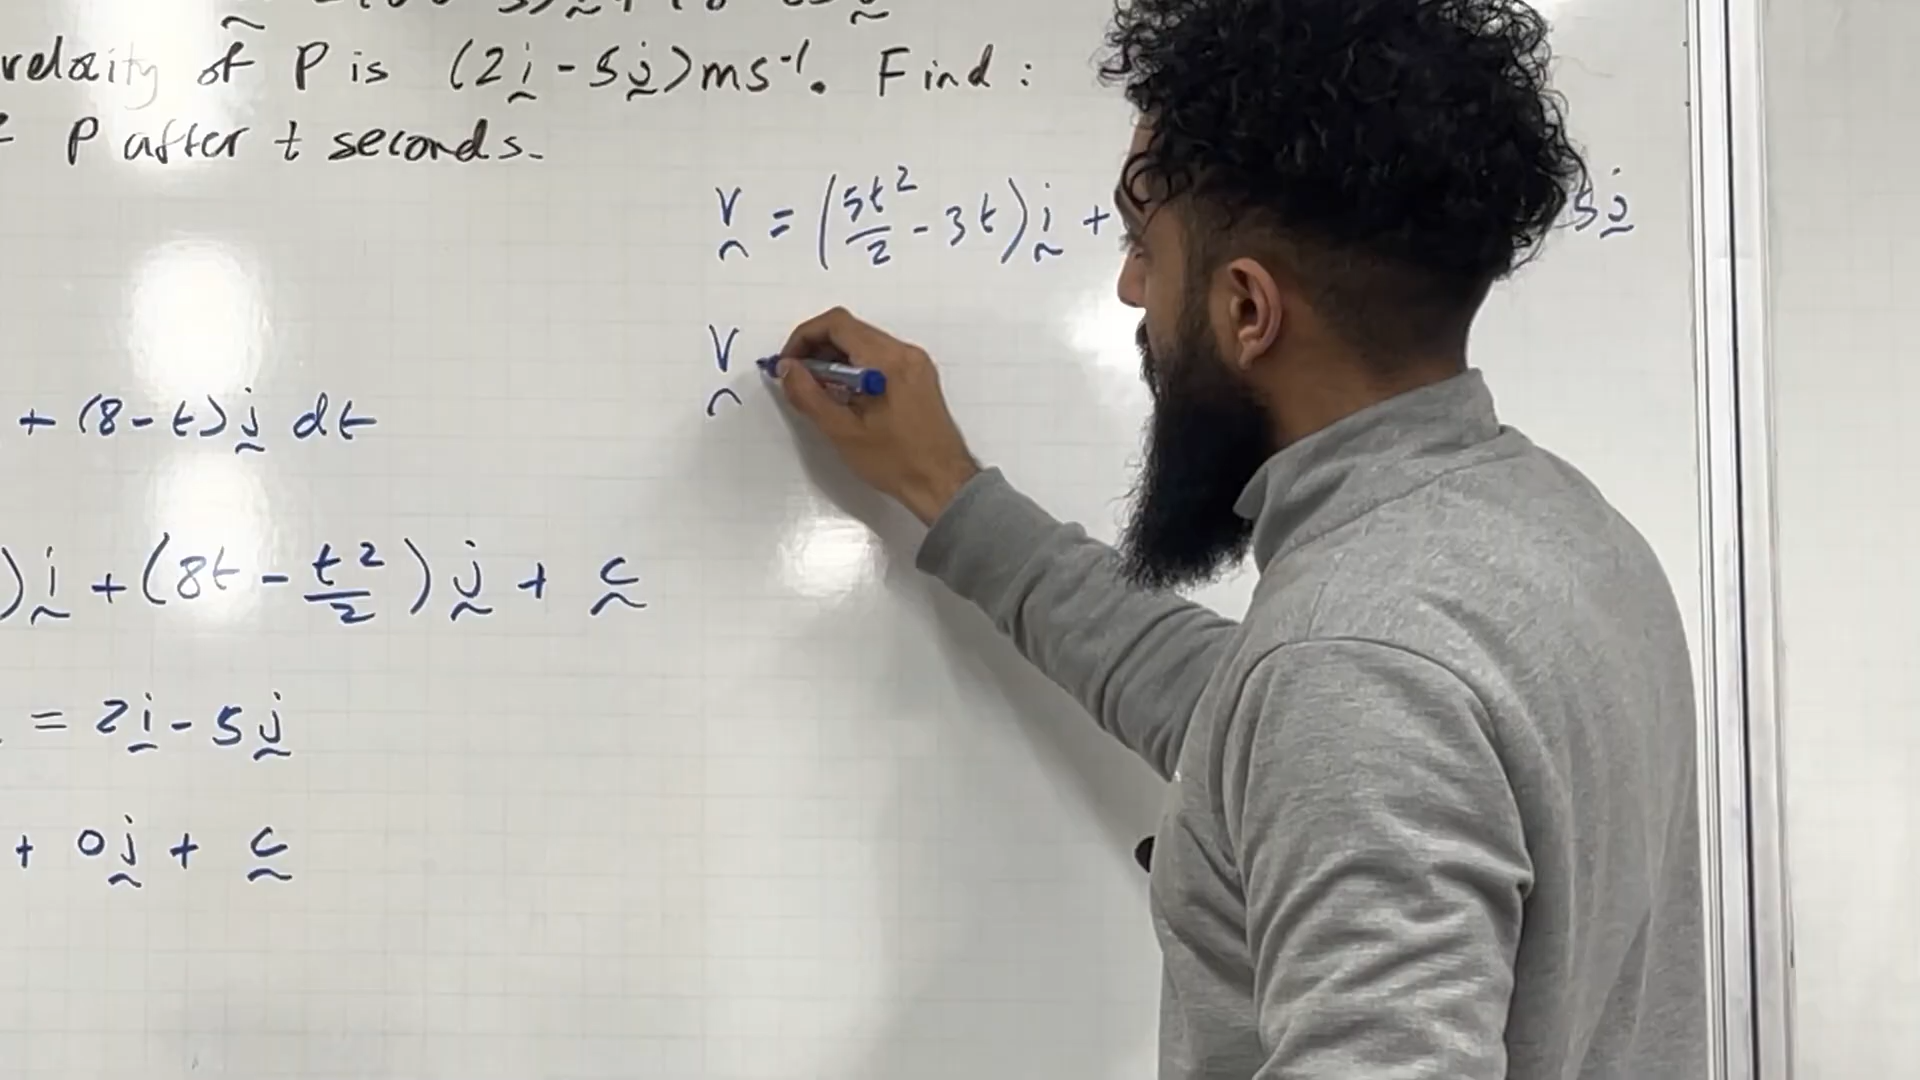 velocity of P is (2i - 5j)ms⁻¹. Find:
P after t seconds.
v = (5t²/2 - 3t)i + 5j
v
+ (8-t)j dt
)i + (8t - t²/2)j + c
= 2i - 5j
+ 0j + c